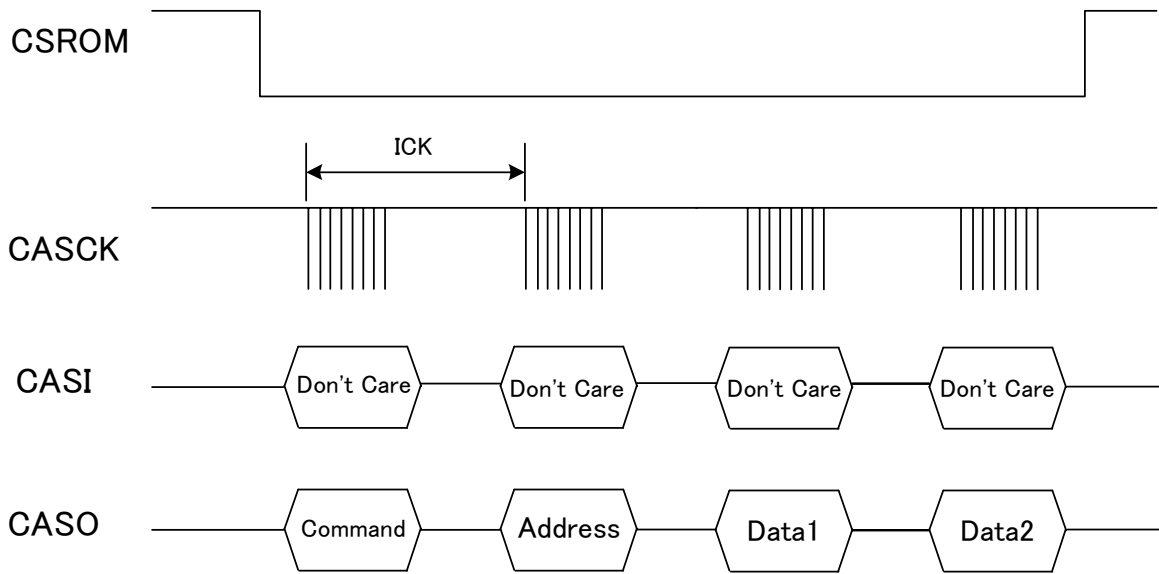 CSROM
ICK
CASCK
CASI
Don't Care
Don't Care
Don't Care
Don't Care
CASO
Command
Address
Data1
Data2